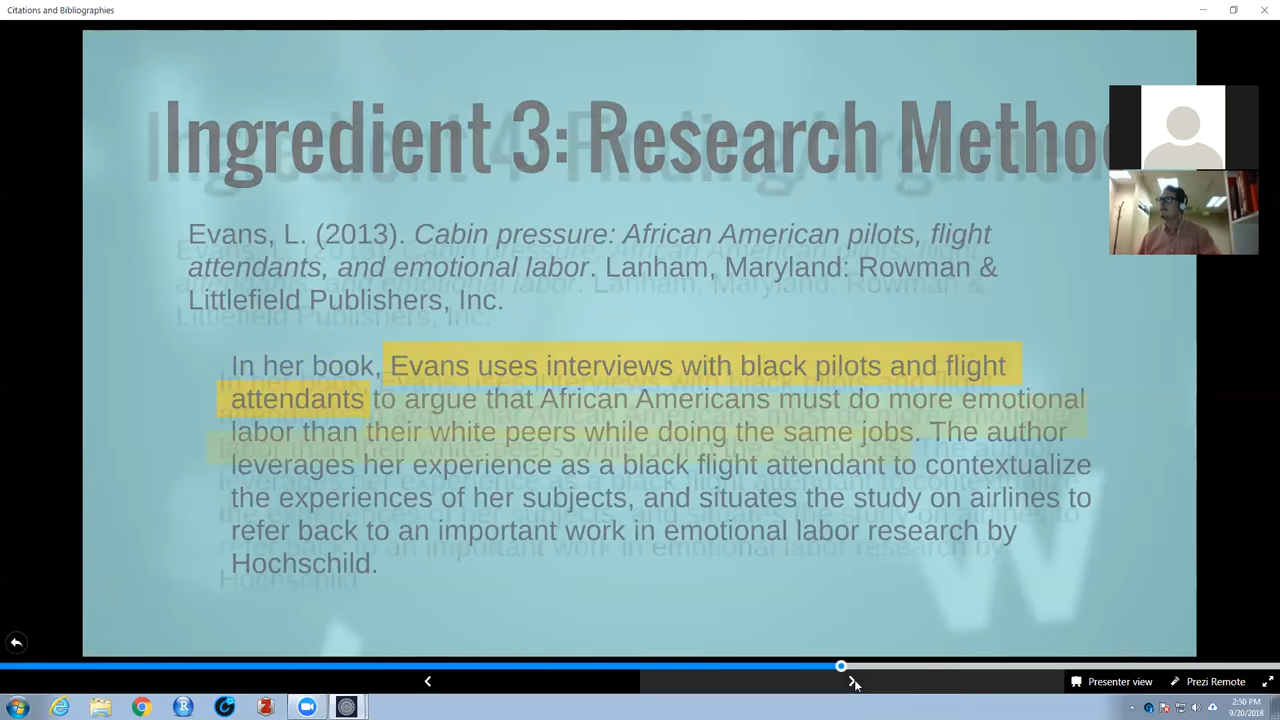 Citations and Bibliographies
Ingredient 3: Research Metho
Ingredient 4: Finding/Argument
Evans, L. (2013). Cabin pressure: African American pilots, flight
attendants, and emotional labor. Lanham, Maryland: Rowman &
Littlefield Publishers, Inc.
In her book, Evans uses interviews with black pilots and flight
attendants to argue that African Americans must do more emotional
labor than their white peers while doing the same jobs. The author
leverages her experience as a black flight attendant to contextualize
the experiences of her subjects, and situates the study on airlines to
refer back to an important work in emotional labor research by
Hochschild.
Presenter view
Prezi Remote
2:50 PM
9/20/2018